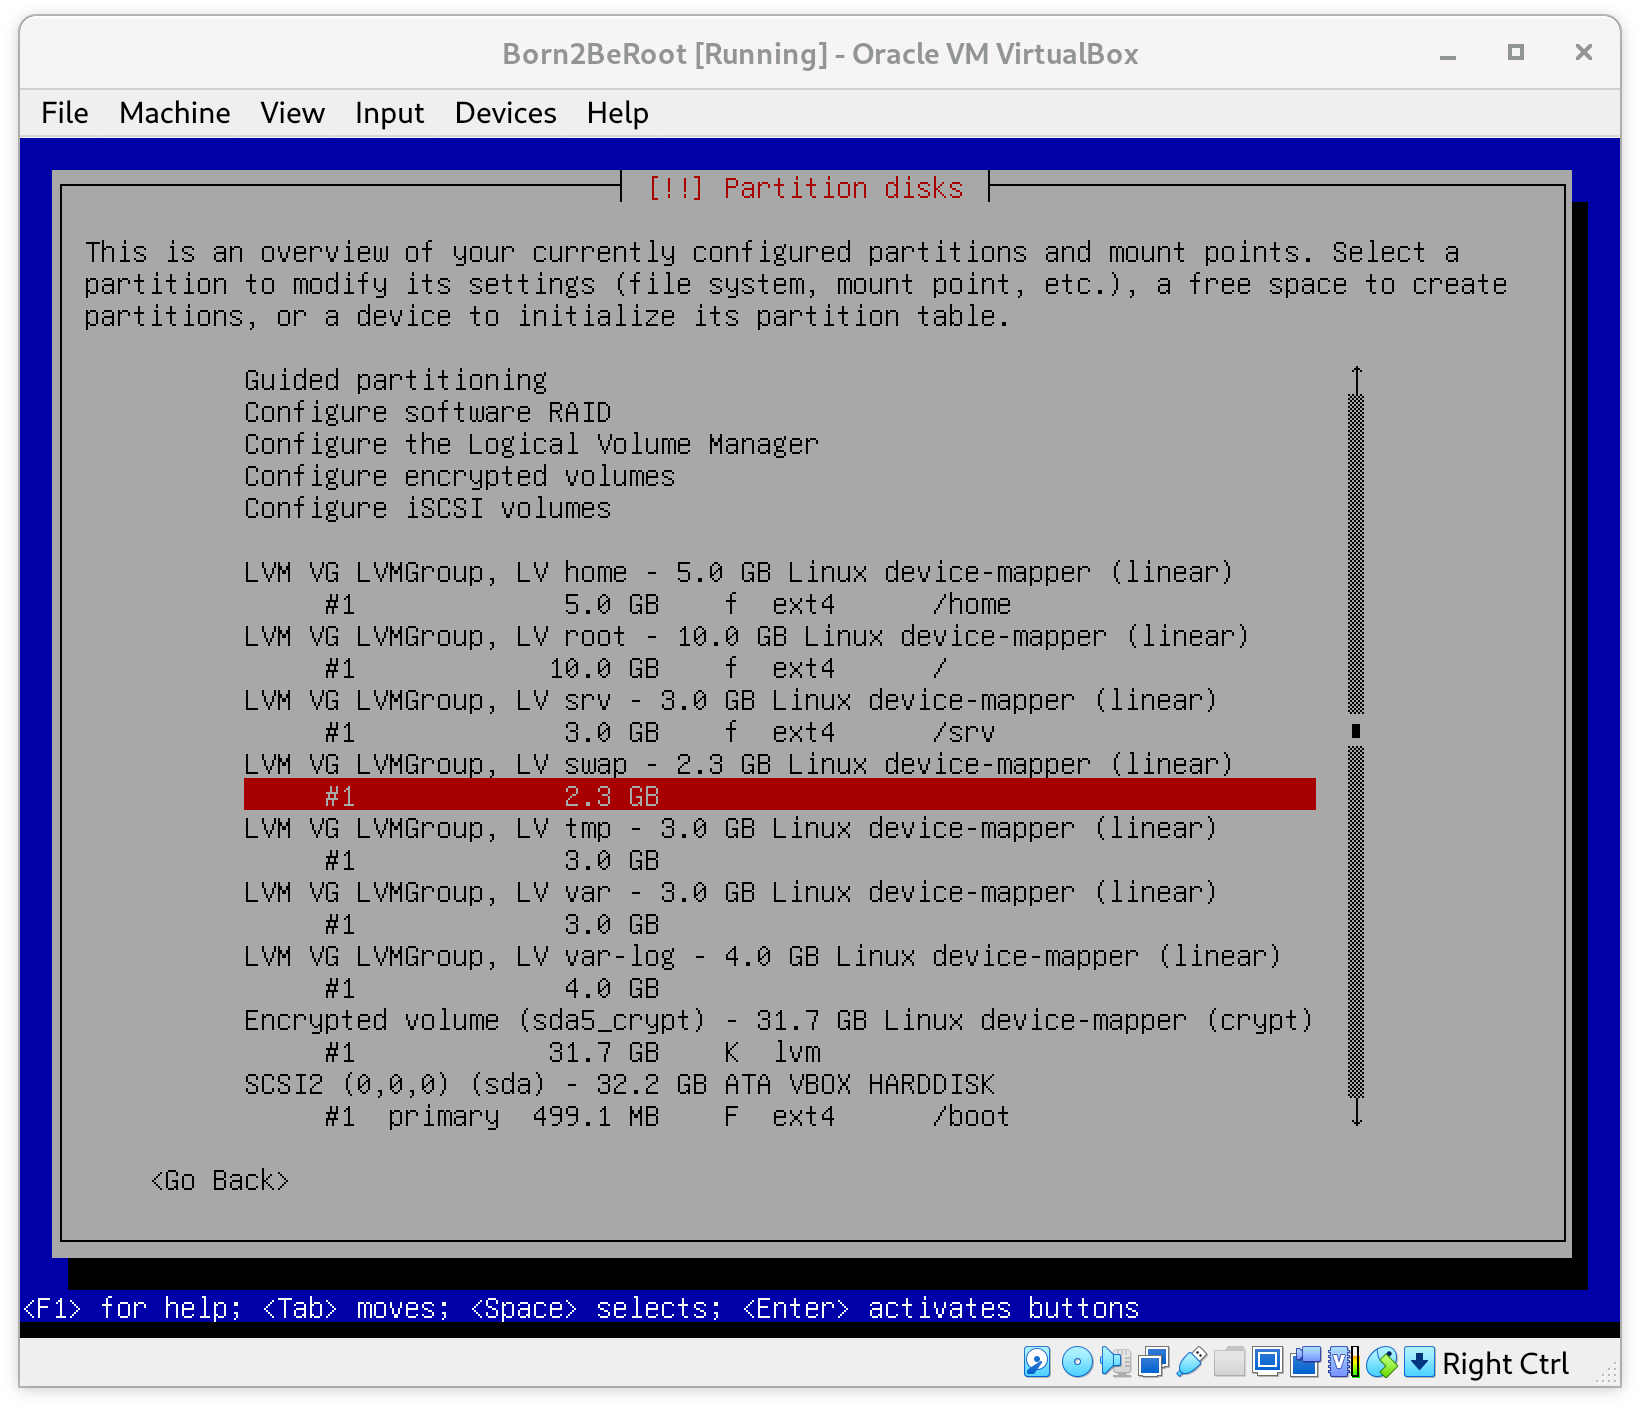 Born2BeRoot [Running] - Oracle VM VirtualBox
File Machine View Input Devices Help
[!!] Partition disks
This is an overview of your currently configured partitions and mount points. Select a
partition to modify its settings (file system, mount point, etc.), a free space to create
partitions, or a device to initialize its partition table.
Guided partitioning
Configure software RAID
Configure the Logical Volume Manager
Configure encrypted volumes
Configure iSCSI volumes
LVM VG LVMGroup, LV home - 5.0 GB Linux device-mapper (linear)
#1 5.0 GB f ext4 /home
LVM VG LVMGroup, LV root - 10.0 GB Linux device-mapper (linear)
#1 10.0 GB f ext4 /
LVM VG LVMGroup, LV srv - 3.0 GB Linux device-mapper (linear)
#1 3.0 GB f ext4 /srv
LVM VG LVMGroup, LV swap - 2.3 GB Linux device-mapper (linear)
#1 2.3 GB
LVM VG LVMGroup, LV tmp - 3.0 GB Linux device-mapper (linear)
#1 3.0 GB
LVM VG LVMGroup, LV var - 3.0 GB Linux device-mapper (linear)
#1 3.0 GB
LVM VG LVMGroup, LV var-log - 4.0 GB Linux device-mapper (linear)
#1 4.0 GB
Encrypted volume (sda5_crypt) - 31.7 GB Linux device-mapper (crypt)
#1 31.7 GB K lvm
SCSI2 (0,0,0) (sda) - 32.2 GB ATA VBOX HARDDISK
#1 primary 499.1 MB F ext4 /boot
<Go Back>
<F1> for help; <Tab> moves; <Space> selects; <Enter> activates buttons
Right Ctrl